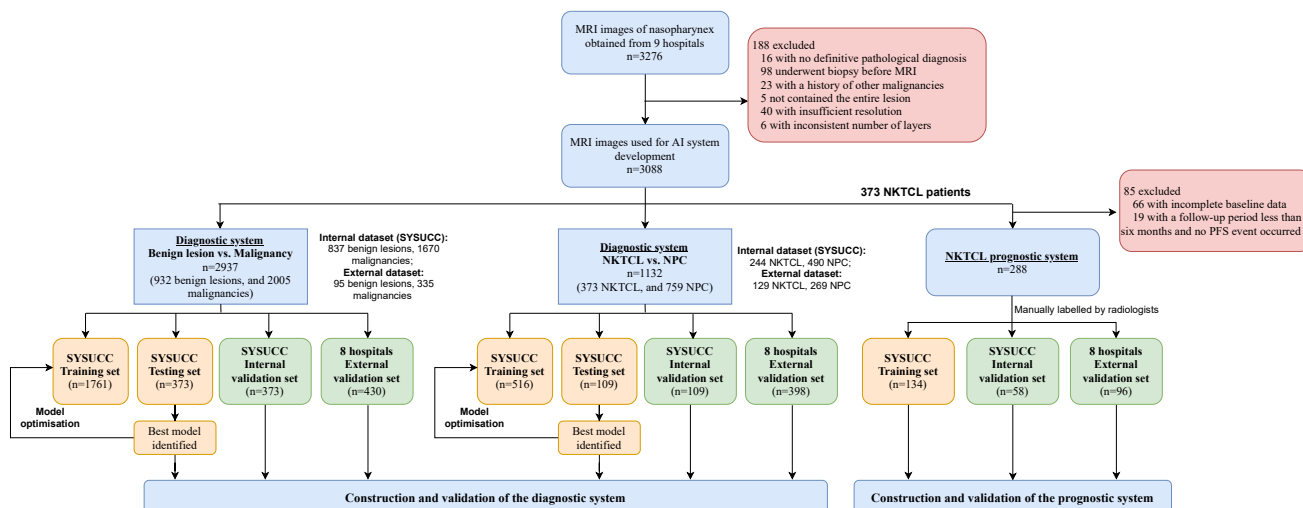 MRI images of nasopharynex
obtained from 9 hospitals
n=3276
188 excluded
16 with no definitive pathological diagnosis
98 underwent biopsy before MRI
23 with a history of other malignancies
5 not contained the entire lesion
40 with insufficient resolution
6 with inconsistent number of layers
MRI images used for AI system
development
n=3088
373 NKTCL patients
85 excluded
66 with incomplete baseline data
19 with a follow-up period less than
six months and no PFS event occurred
Diagnostic system
Benign lesion vs. Malignancy
n=2937
(932 benign lesions, and 2005
malignancies)
Internal dataset (SYSUCC):
837 benign lesions, 1670
malignancies;
External dataset:
95 benign lesions, 335
malignancies
Diagnostic system
NKTCL vs. NPC
n=1132
(373 NKTCL, and 759 NPC)
Internal dataset (SYSUCC):
244 NKTCL, 490 NPC;
External dataset:
129 NKTCL, 269 NPC
NKTCL prognostic system
n=288
Manually labelled by radiologists
SYSUCC
Training set
(n=1761)
SYSUCC
Testing set
(n=373)
SYSUCC
Internal
validation set
(n=373)
8 hospitals
External
validation set
(n=430)
Model
optimisation
Best model
identified
SYSUCC
Training set
(n=516)
SYSUCC
Testing set
(n=109)
SYSUCC
Internal
validation set
(n=109)
8 hospitals
External
validation set
(n=398)
Model
optimisation
Best model
identified
SYSUCC
Training set
(n=134)
SYSUCC
Internal
validation set
(n=58)
8 hospitals
External
validation set
(n=96)
Construction and validation of the diagnostic system
Construction and validation of the prognostic system